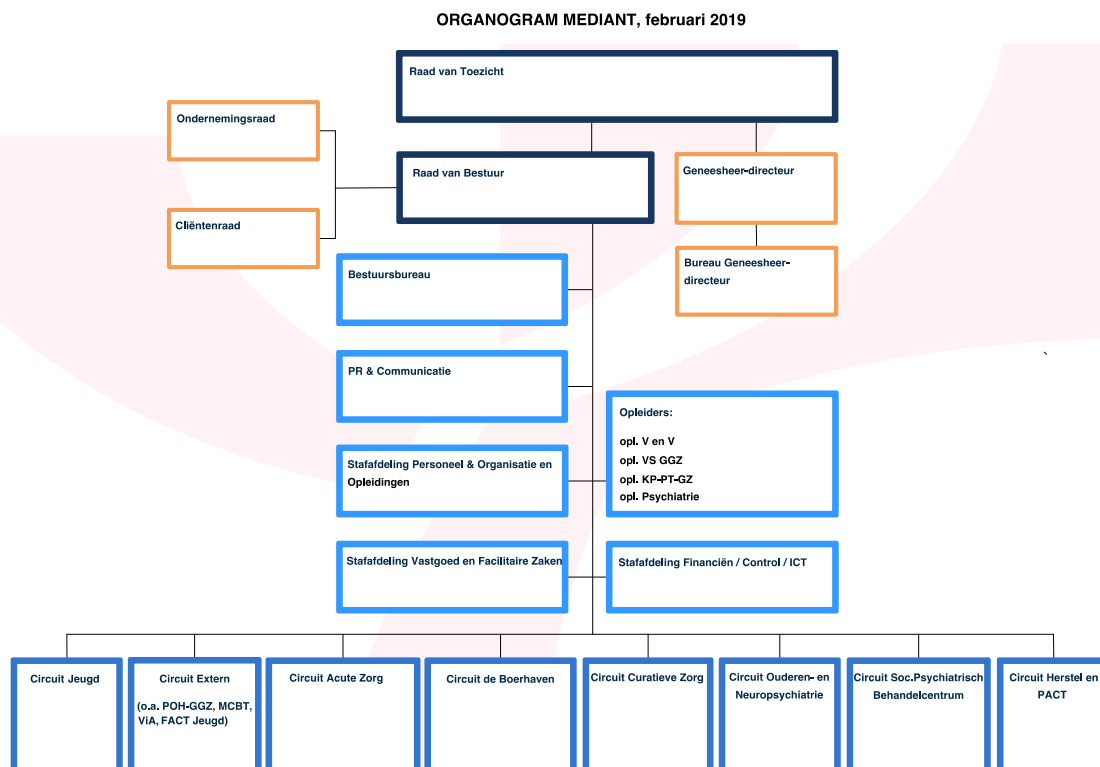 ORGANOGRAM MEDIANT, februari 2019
Raad van Toezicht
Ondernemingsraad
Raad van Bestuur
Geneesheer-directeur
Cliëntenraad
Bureau Geneesheer-
directeur
Bestuursbureau
PR & Communicatie
Opleiders:
opl. V en V
opl. VS GGZ
opl. KP-PT-GZ
opl. Psychiatrie
Stafafdeling Personeel & Organisatie en
Opleidingen
Stafafdeling Vastgoed en Facilitaire Zaken
Stafafdeling Financiën / Control / ICT
Circuit Jeugd
Circuit Extern
(o.a. POH-GGZ, MCBT,
ViA, FACT Jeugd)
Circuit Acute Zorg
Circuit de Boerhaven
Circuit Curatieve Zorg
Circuit Ouderen- en
Neuropsychiatrie
Circuit Soc.Psychiatrisch
Behandelcentrum
Circuit Herstel en
PACT